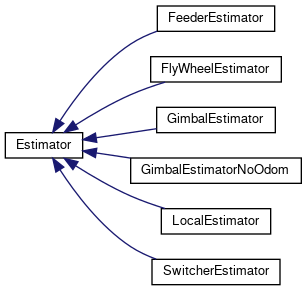 FeederEstimator
FlyWheelEstimator
GimbalEstimator
Estimator
GimbalEstimatorNoOdom
LocalEstimator
SwitcherEstimator